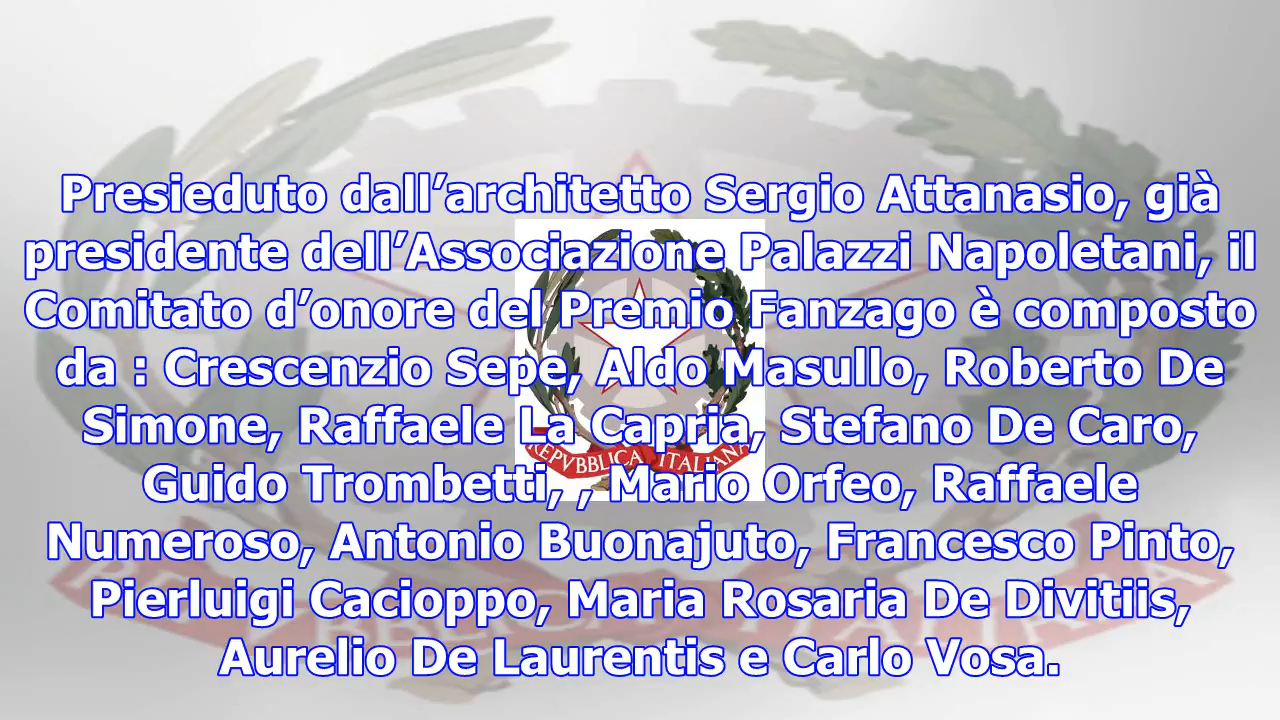 Presieduto dall’architetto Sergio Attanasio, già
presidente dell’Associazione Palazzi Napoletani, il
Comitato d’onore del Premio Fanzago è composto
da : Crescenzio Sepe, Aldo Masullo, Roberto De
Simone, Raffaele La Capria, Stefano De Caro,
Guido Trombetti, , Mario Orfeo, Raffaele
Numeroso, Antonio Buonajuto, Francesco Pinto,
Pierluigi Cacioppo, Maria Rosaria De Divitiis,
Aurelio De Laurentis e Carlo Vosa.
REPVBBLICA ITALIANA